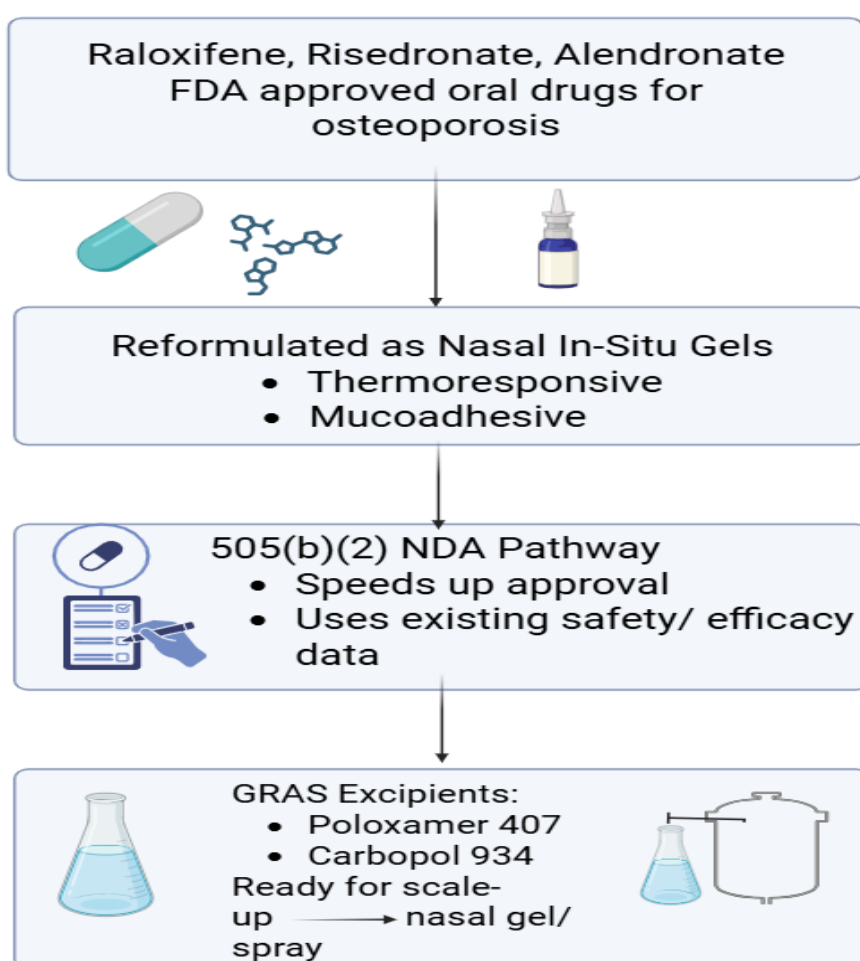 Raloxifene, Risedronate, Alendronate
FDA approved oral drugs for
osteoporosis
Reformulated as Nasal In-Situ Gels
• Thermoresponsive
• Mucoadhesive
505(b)(2) NDA Pathway
• Speeds up approval
• Uses existing safety/ efficacy
data
GRAS Excipients:
• Poloxamer 407
• Carbopol 934
Ready for scale-
up nasal gel/
spray